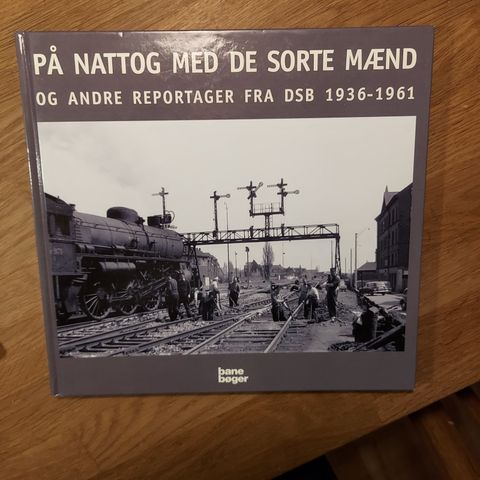 PÅ NATTOG MED DE SORTE MÆND
OG ANDRE REPORTAGER FRA DSB 1936-1961
bane
bøger